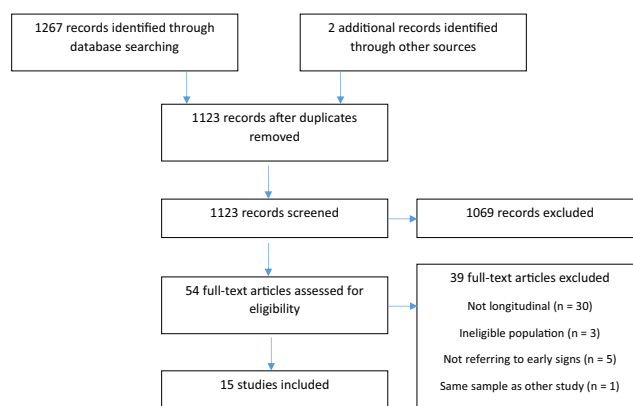 1267 records identified through
database searching
2 additional records identified
through other sources
1123 records after duplicates
removed
1123 records screened
1069 records excluded
54 full-text articles assessed for
eligibility
39 full-text articles excluded
Not longitudinal (n = 30)
Ineligible population (n = 3)
Not referring to early signs (n = 5)
Same sample as other study (n = 1)
15 studies included